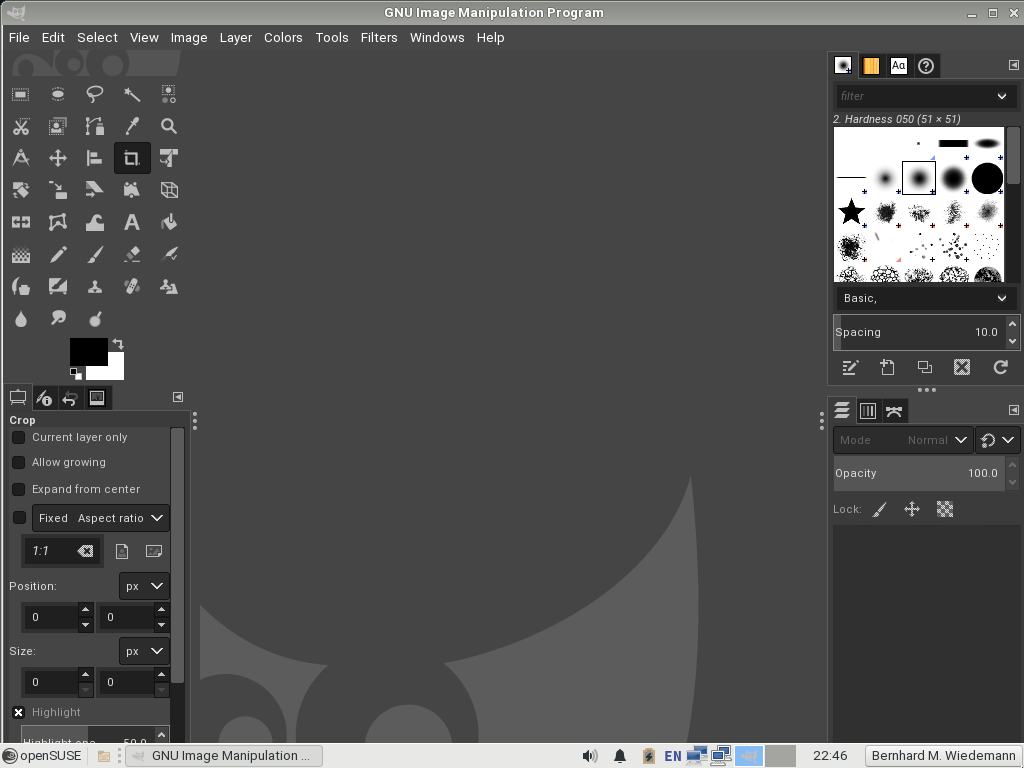 GNU Image Manipulation Program
File Edit Select View Image Layer Colors Tools Filters Windows Help
filter
2. Hardness 050 (51 × 51)
Basic,
Spacing 10.0
Crop
Current layer only
Allow growing
Expand from center
Fixed Aspect ratio
1:1
Position: px
0 0
Size: px
0 0
Highlight
50.0
Mode Normal
Opacity 100.0
Lock:
openSUSE GNU Image Manipulation ... EN 22:46 Bernhard M. Wiedemann